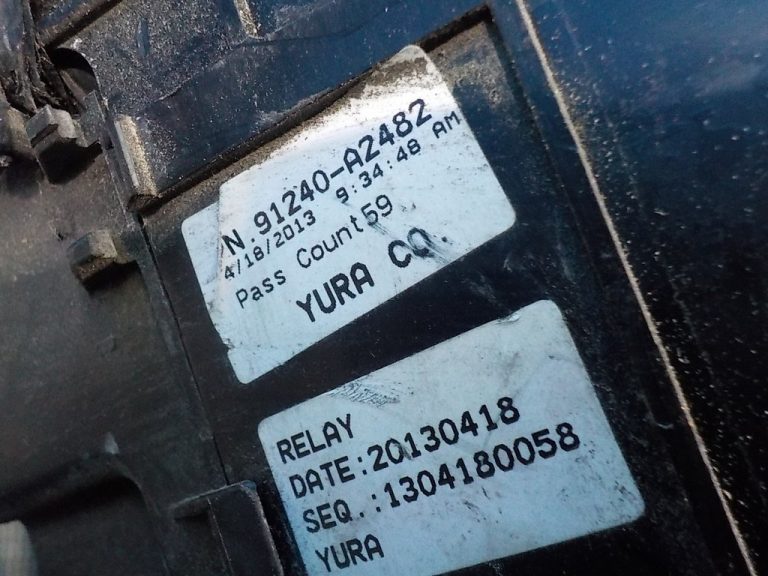 N.91240-A2482
4/18/2013 9:34:48 AM
Pass Count59
YURA CO.
RELAY
DATE:20130418
SEQ.:1304180058
YURA